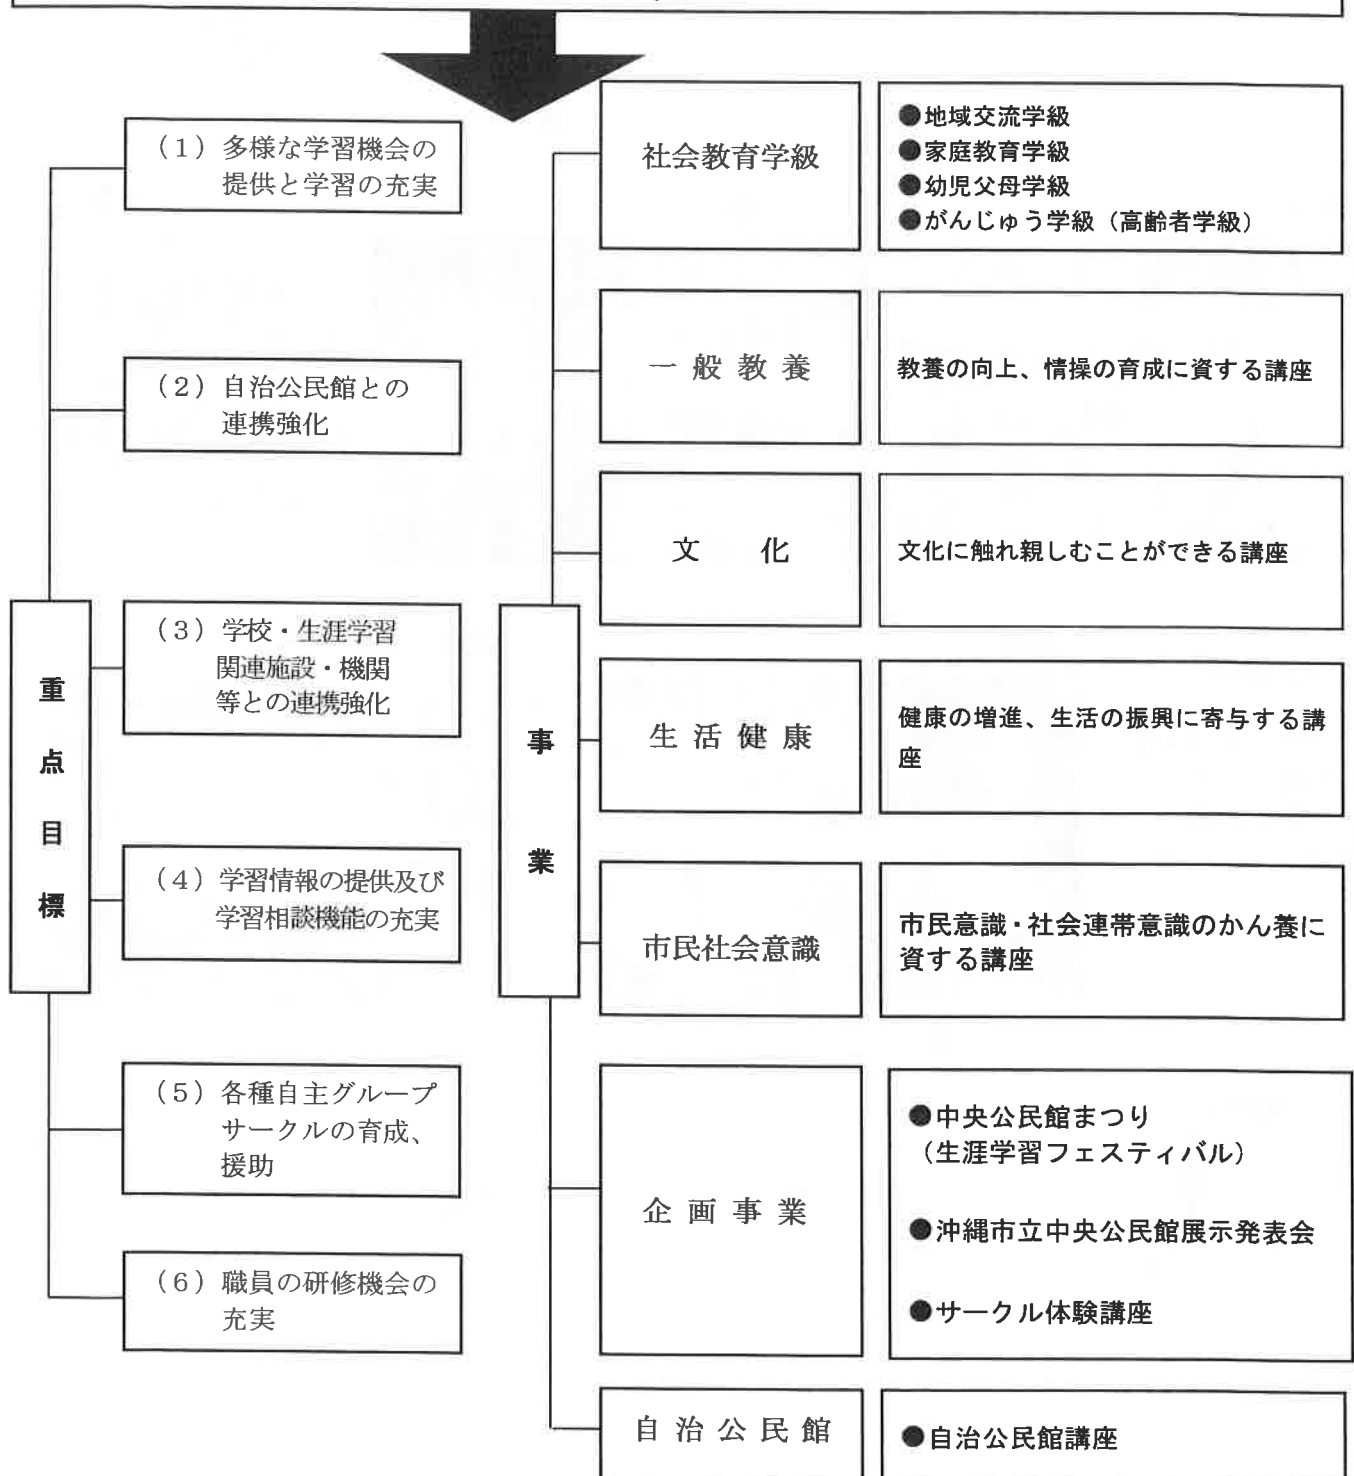 重点目標
(1) 多様な学習機会の
提供と学習の充実
(2) 自治公民館との
連携強化
(3) 学校・生涯学習
関連施設・機関
等との連携強化
(4) 学習情報の提供及び
学習相談機能の充実
(5) 各種自主グループ
サークルの育成、
援助
(6) 職員の研修機会の
充実
事業
社会教育学級
●地域交流学級
●家庭教育学級
●幼児父母学級
●がんじゅう学級（高齢者学級）
一般教養
教養の向上、情操の育成に資する講座
文化
文化に触れ親しむことができる講座
生活健康
健康の増進、生活の振興に寄与する講
座
市民社会意識
市民意識・社会連帯意識のかん養に
資する講座
企画事業
●中央公民館まつり
（生涯学習フェスティバル）
●沖縄市立中央公民館展示発表会
●サークル体験講座
自治公民館
●自治公民館講座